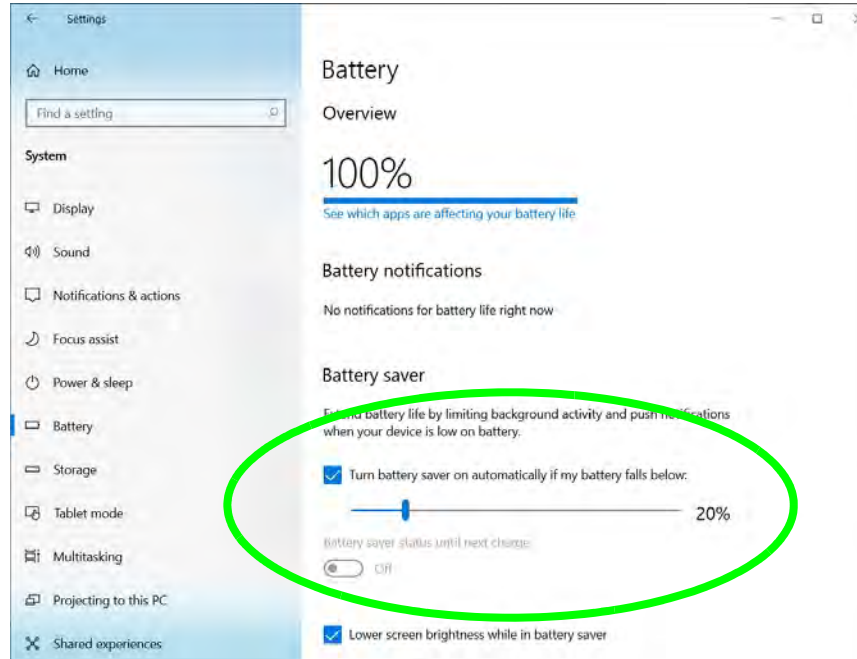 Settings
Home
Find a setting
System
Display
Sound
Notifications & actions
Focus assist
Power & sleep
Battery
Storage
Tablet mode
Multitasking
Projecting to this PC
Shared experiences
Battery
Overview
100%
See which apps are affecting your battery life
Battery notifications
No notifications for battery life right now
Battery saver
Extend battery life by limiting background activity and push notifications
when your device is low on battery.
Turn battery saver on automatically if my battery falls below:
20%
Battery saver status until next charge
Off
Lower screen brightness while in battery saver